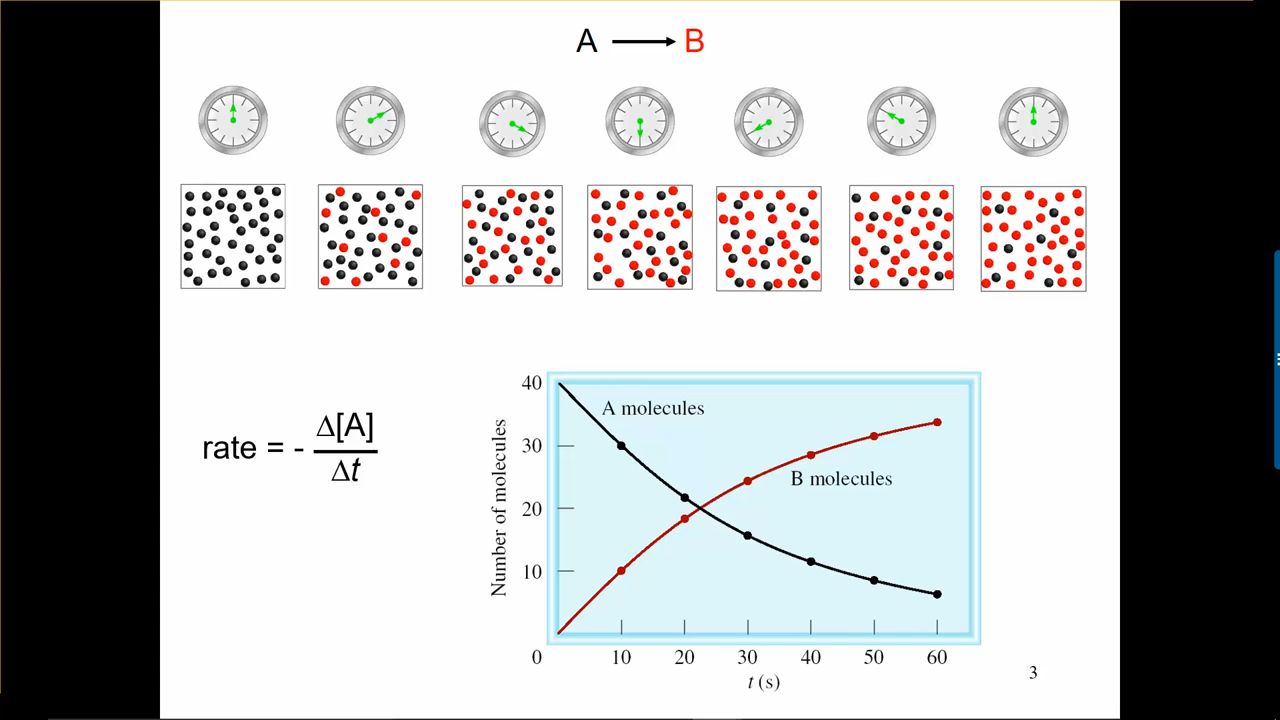 A ⟶ B
rate = - Δ[A]
Δt
40
30
20
10
0
Number of molecules
A molecules
B molecules
10 20 30 40 50 60
t (s)
3